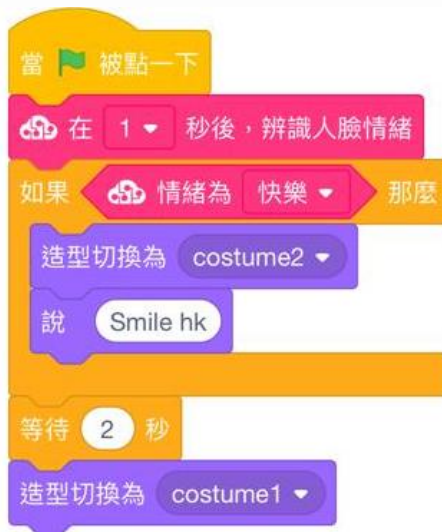 當 被點一下
在 1 秒後，辨識人臉情緒
如果 情緒為 快樂 那麼
造型切換為 costume2
說 Smile hk
等待 2 秒
造型切換為 costume1